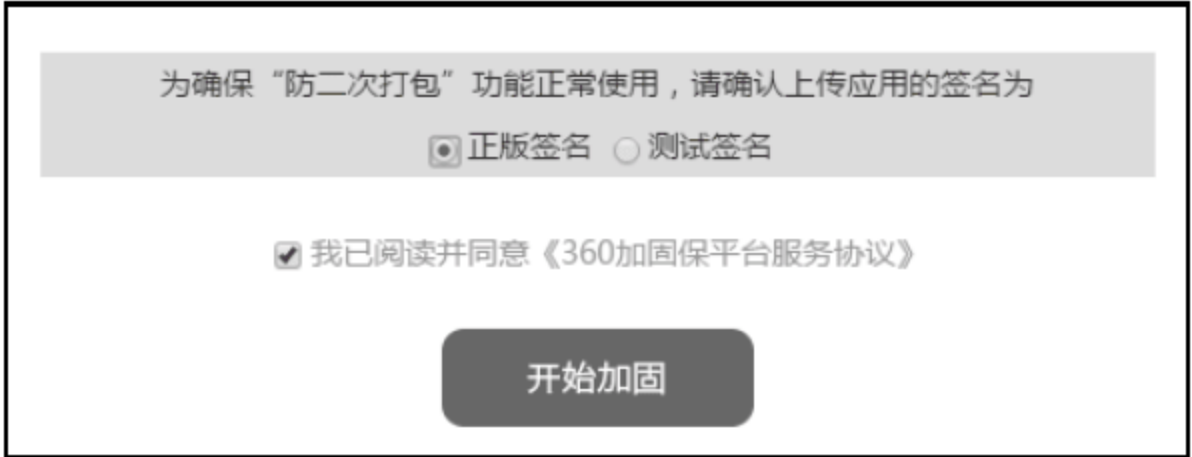 为确保“防二次打包”功能正常使用，请确认上传应用的签名为
正版签名 测试签名
我已阅读并同意《360加固保平台服务协议》
开始加固